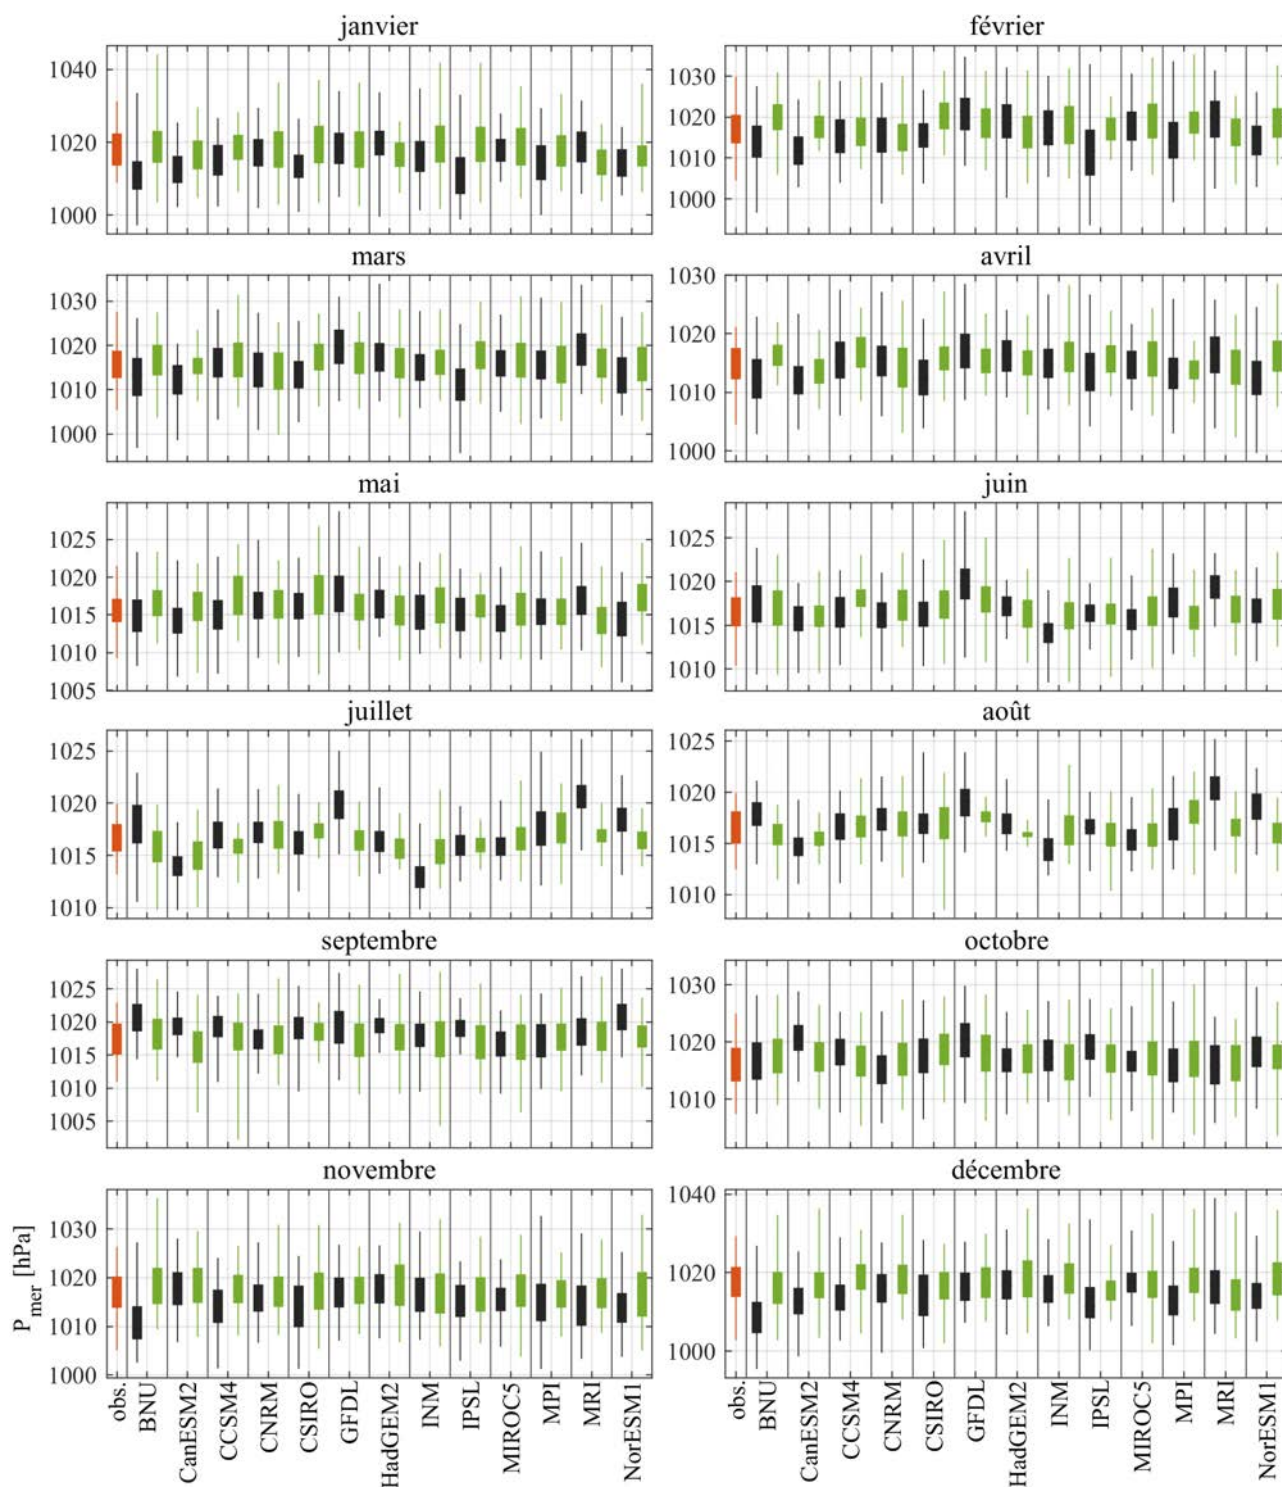 janvier
février
1040
1020
1000
1030
1020
1010
1000
mars
avril
1030
1020
1010
1000
1030
1020
1010
1000
mai
juin
1025
1020
1015
1010
1005
1025
1020
1015
1010
juillet
août
1025
1020
1015
1010
1025
1020
1015
1010
septembre
octobre
1025
1020
1015
1010
1005
1030
1020
1010
novembre
décembre
P_mer [hPa]
1030
1020
1010
1000
1040
1020
1000
obs.
BNU
CanESM2
CCSM4
CNRM
CSIRO
GFDL
HadGEM2
INM
IPSL
MIROC5
MPI
MRI
NorESM1
obs.
BNU
CanESM2
CCSM4
CNRM
CSIRO
GFDL
HadGEM2
INM
IPSL
MIROC5
MPI
MRI
NorESM1